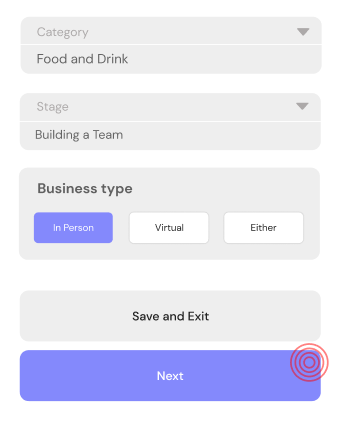 Category
Food and Drink
Stage
Building a Team
Business type
In Person Virtual Either
Save and Exit
Next